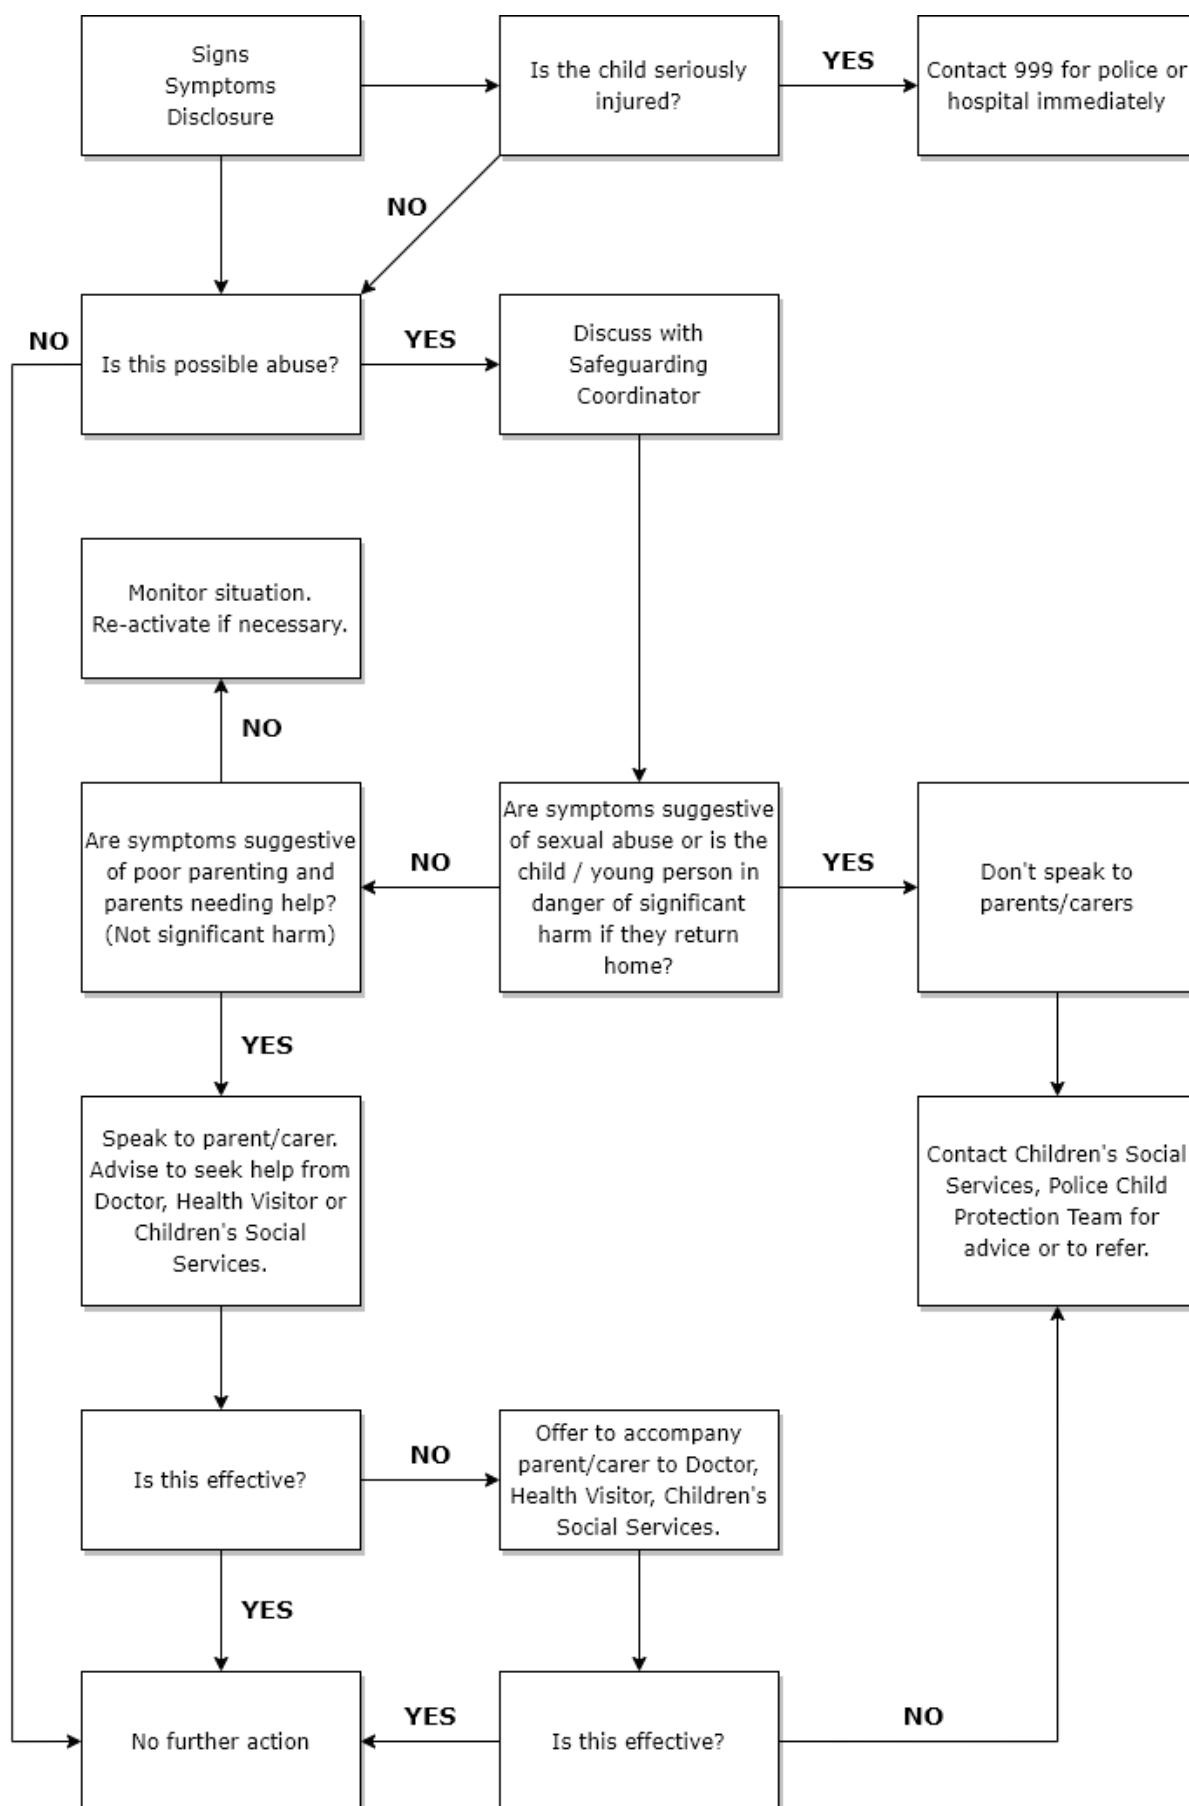 Signs
Symptoms
Disclosure
Is the child seriously
injured?
YES
Contact 999 for police or
hospital immediately
NO
NO
Is this possible abuse?
YES
Discuss with
Safeguarding
Coordinator
Monitor situation.
Re-activate if necessary.
NO
Are symptoms suggestive
of poor parenting and
parents needing help?
(Not significant harm)
NO
Are symptoms suggestive
of sexual abuse or is the
child / young person in
danger of significant
harm if they return
home?
YES
Don't speak to
parents/carers
YES
Speak to parent/carer.
Advise to seek help from
Doctor, Health Visitor or
Children's Social
Services.
Contact Children's Social
Services, Police Child
Protection Team for
advice or to refer.
Is this effective?
NO
Offer to accompany
parent/carer to Doctor,
Health Visitor, Children's
Social Services.
YES
No further action
YES
Is this effective?
NO